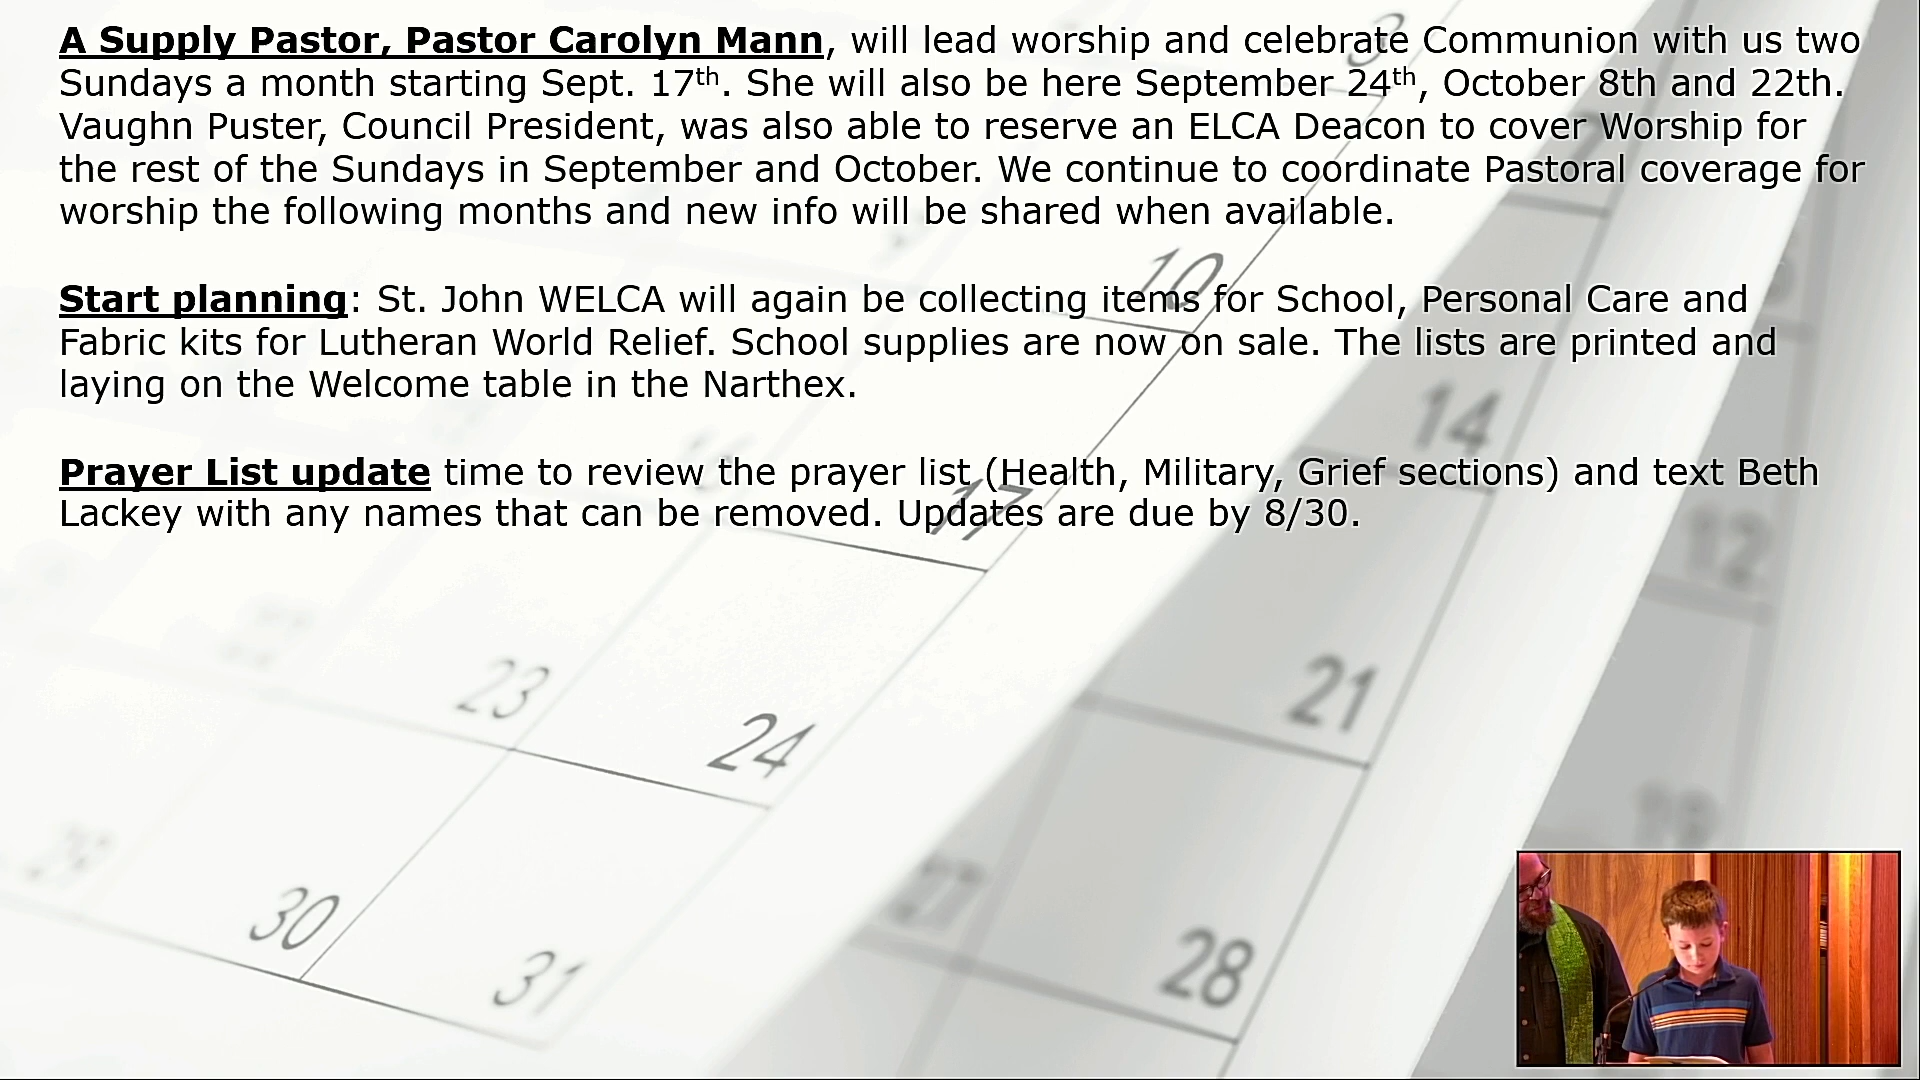 A Supply Pastor, Pastor Carolyn Mann, will lead worship and celebrate Communion with us two
Sundays a month starting Sept. 17th. She will also be here September 24th, October 8th and 22th.
Vaughn Puster, Council President, was also able to reserve an ELCA Deacon to cover Worship for
the rest of the Sundays in September and October. We continue to coordinate Pastoral coverage for
worship the following months and new info will be shared when available.
Start planning: St. John WELCA will again be collecting items for School, Personal Care and
Fabric kits for Lutheran World Relief. School supplies are now on sale. The lists are printed and
laying on the Welcome table in the Narthex.
Prayer List update time to review the prayer list (Health, Military, Grief sections) and text Beth
Lackey with any names that can be removed. Updates are due by 8/30.
3
10
14
17
12
23
24
21
19
29
30
31
27
28